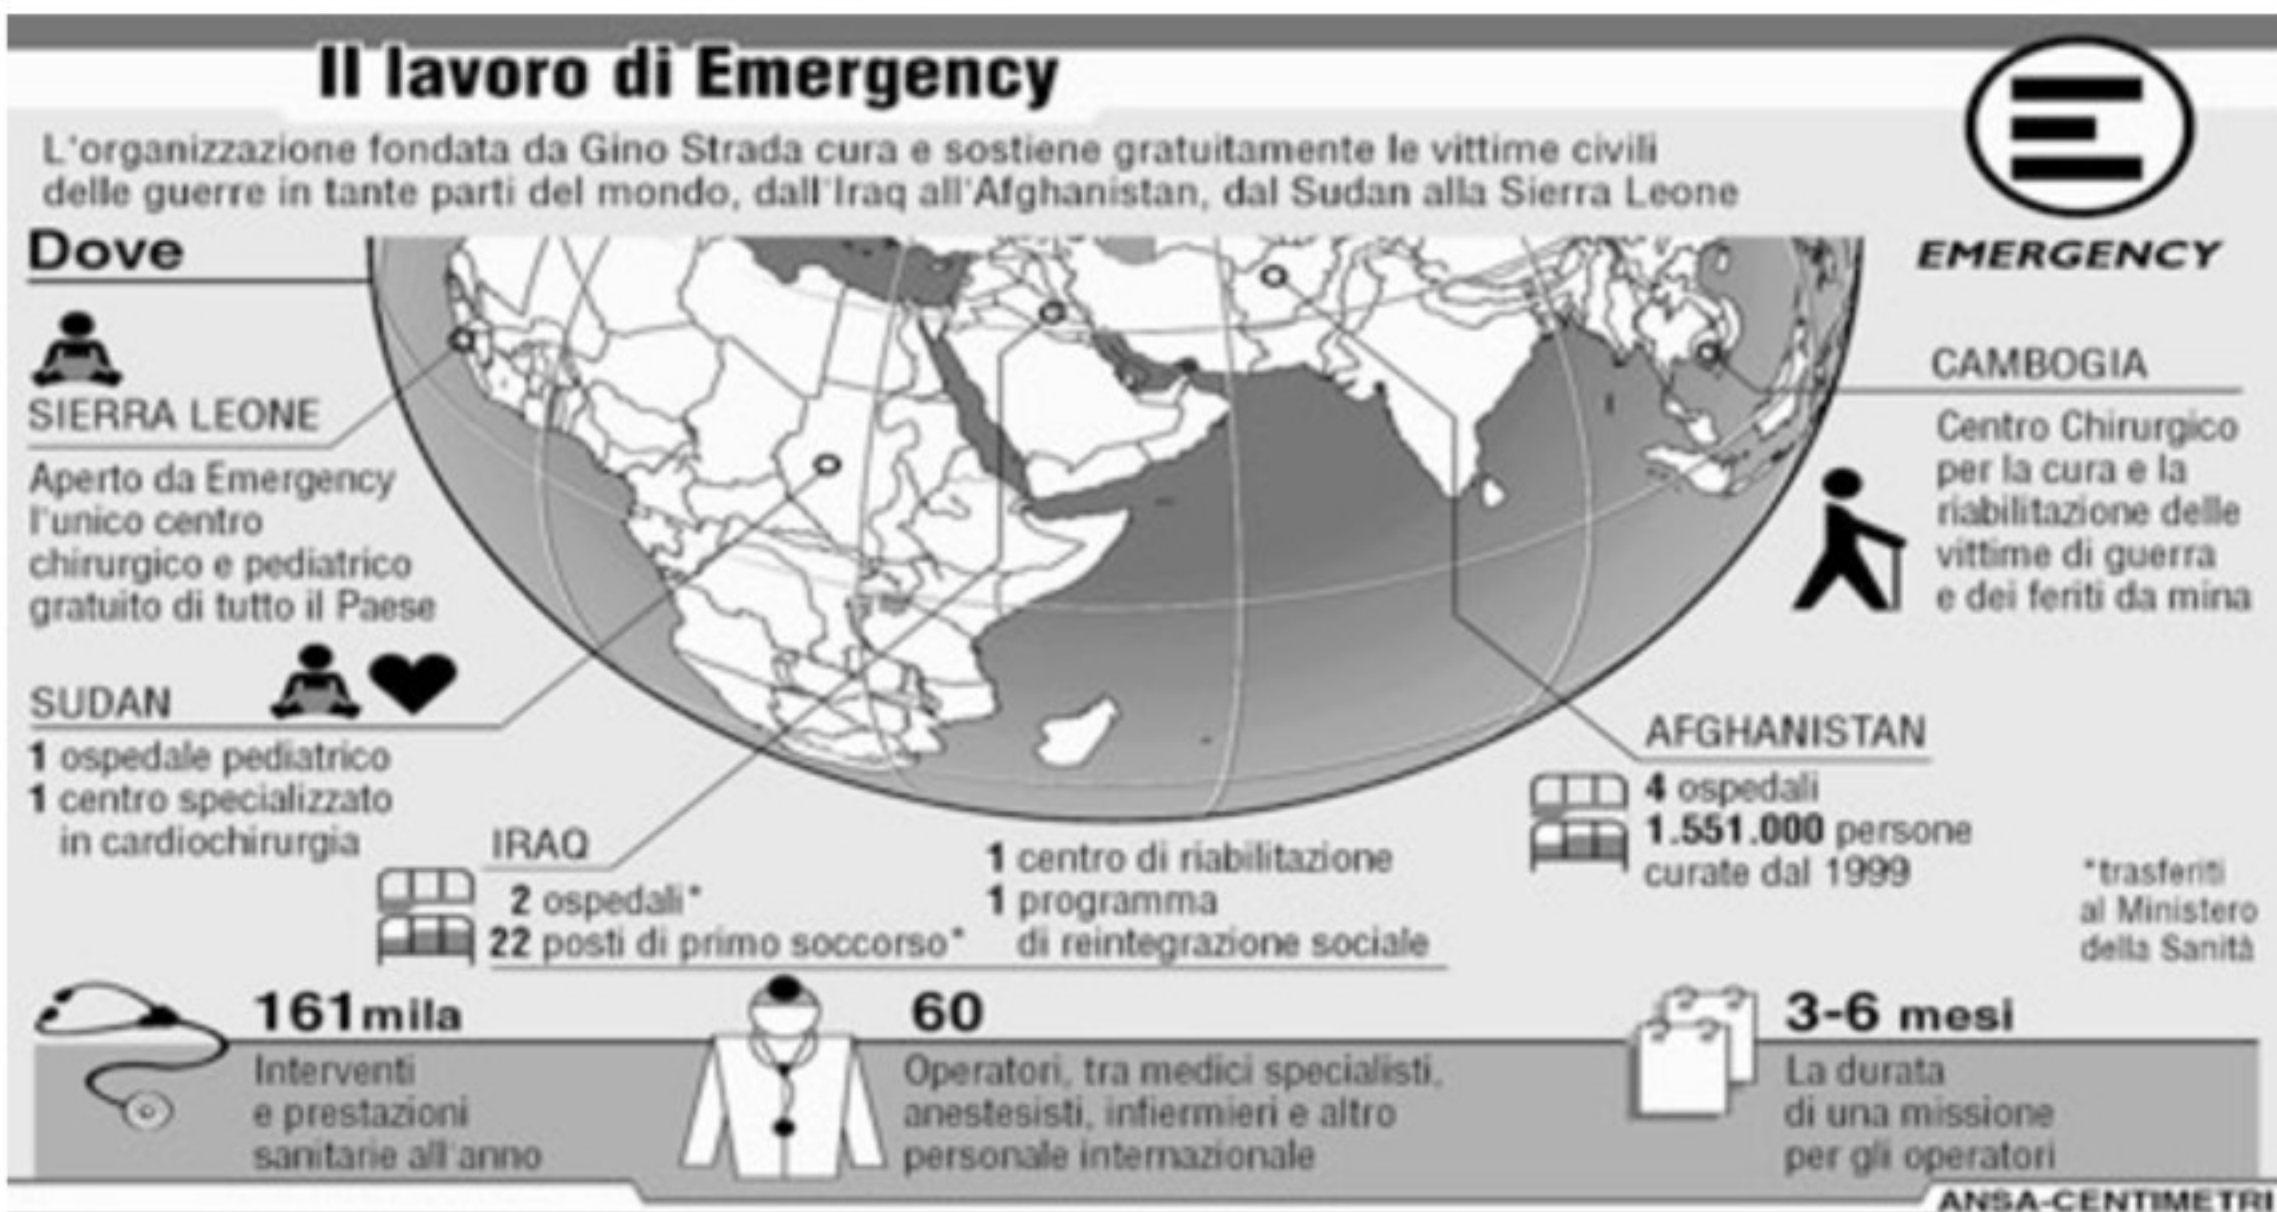 Il lavoro di Emergency
L'organizzazione fondata da Gino Strada cura e sostiene gratuitamente le vittime civili
delle guerre in tante parti del mondo, dall'Iraq all'Afghanistan, dal Sudan alla Sierra Leone
EMERGENCY
Dove
SIERRA LEONE
Aperto da Emergency
l'unico centro
chirurgico e pediatrico
gratuito di tutto il Paese
SUDAN
1 ospedale pediatrico
1 centro specializzato
in cardiochirurgia
IRAQ
2 ospedali*
22 posti di primo soccorso*
1 centro di riabilitazione
1 programma
di reintegrazione sociale
AFGHANISTAN
4 ospedali
1.551.000 persone
curate dal 1999
CAMBOGIA
Centro Chirurgico
per la cura e la
riabilitazione delle
vittime di guerra
e dei feriti da mina
*trasferiti
al Ministero
della Sanità
161mila
Interventi
e prestazioni
sanitarie all'anno
60
Operatori, tra medici specialisti,
anestesisti, infiermieri e altro
personale internazionale
3-6 mesi
La durata
di una missione
per gli operatori
ANSA-CENTIMETRI